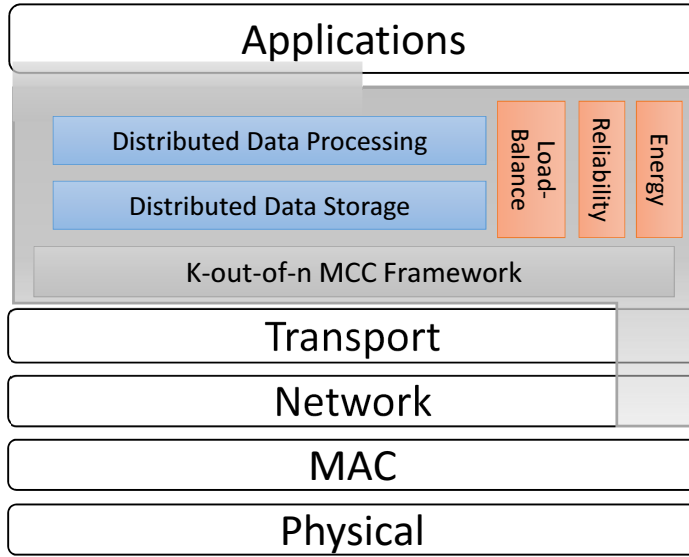 Applications
Distributed Data Processing
Distributed Data Storage
Load-
Balance
Reliability
Energy
K-out-of-n MCC Framework
Transport
Network
MAC
Physical